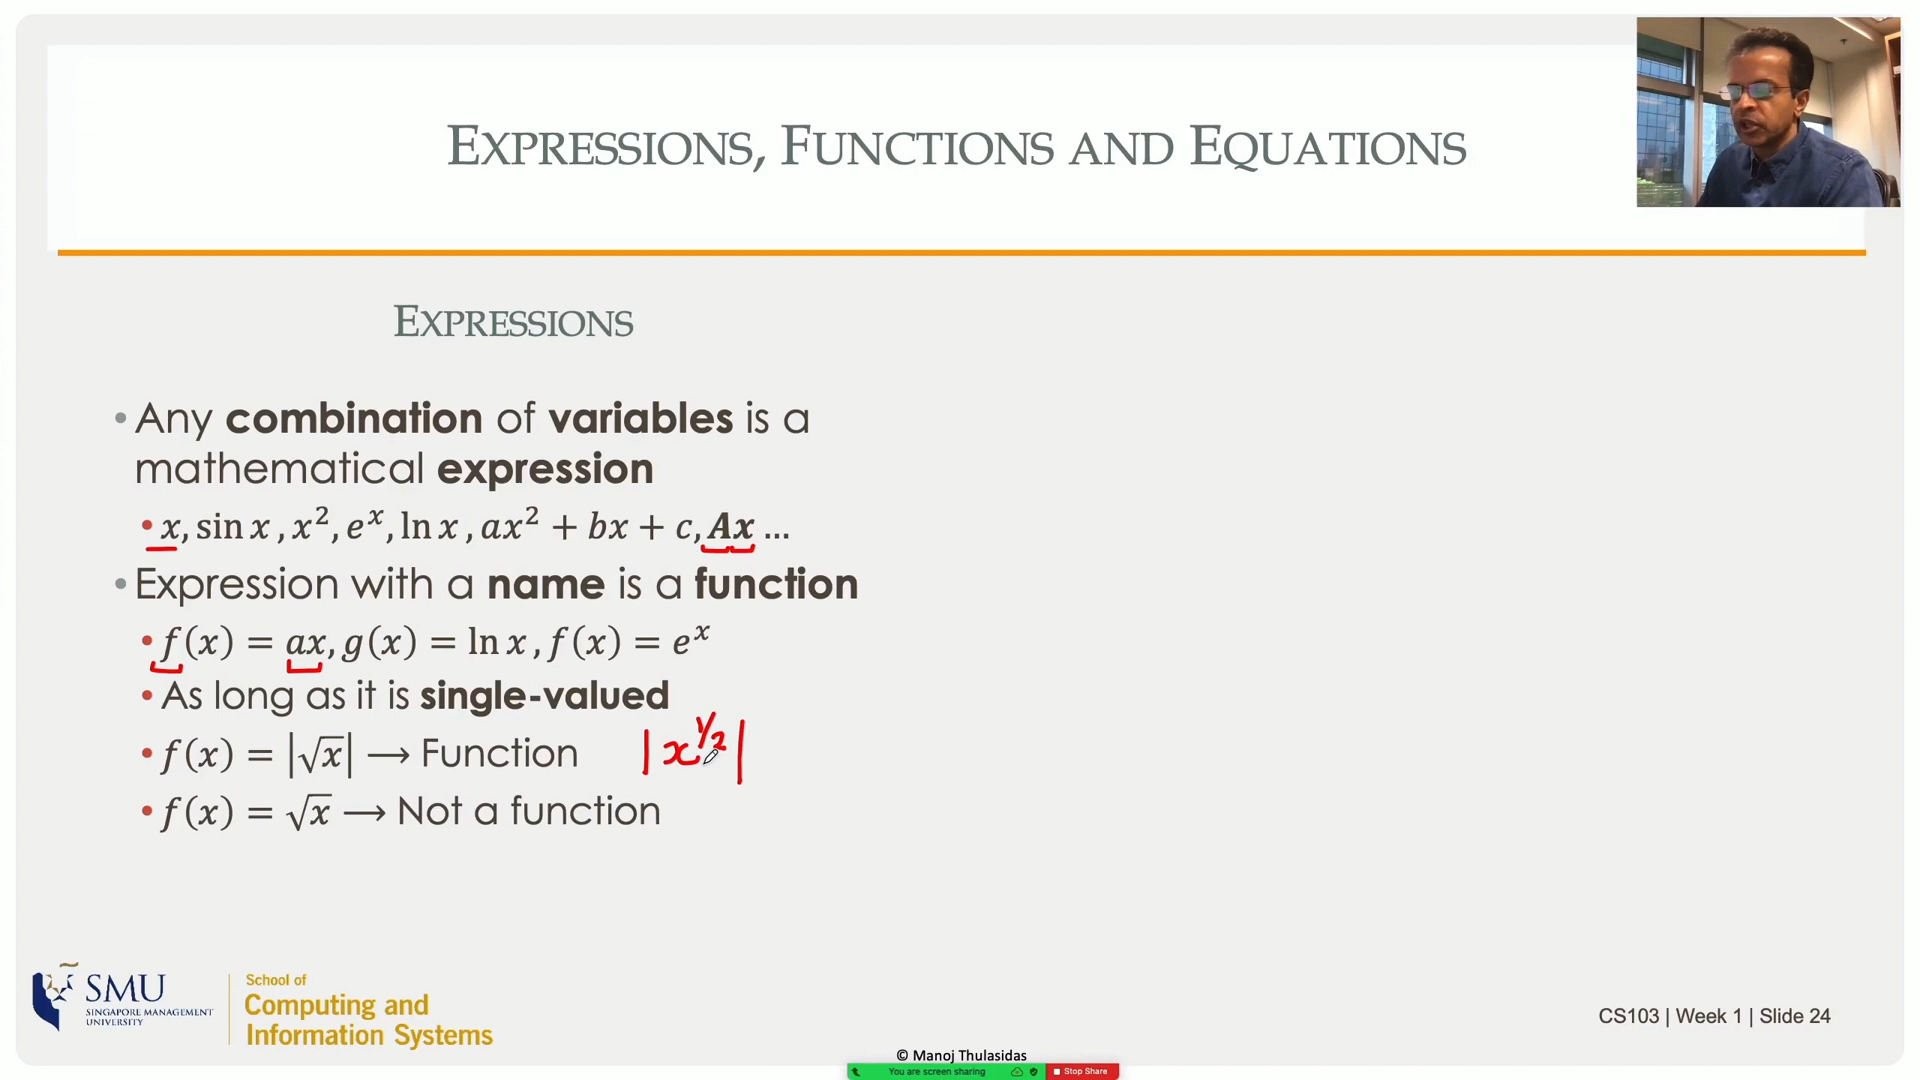 EXPRESSIONS, FUNCTIONS AND EQUATIONS
EXPRESSIONS
• Any combination of variables is a
mathematical expression
• x, sin x , x², eˣ, ln x , ax² + bx + c, Ax ...
• Expression with a name is a function
• f(x) = ax, g(x) = ln x , f(x) = eˣ
• As long as it is single-valued
• f(x) = |√x| → Function |x^1/2|
• f(x) = √x → Not a function
SMU
SINGAPORE MANAGEMENT
UNIVERSITY
School of
Computing and
Information Systems
CS103 | Week 1 | Slide 24
© Manoj Thulasidas
You are screen sharing Stop Share